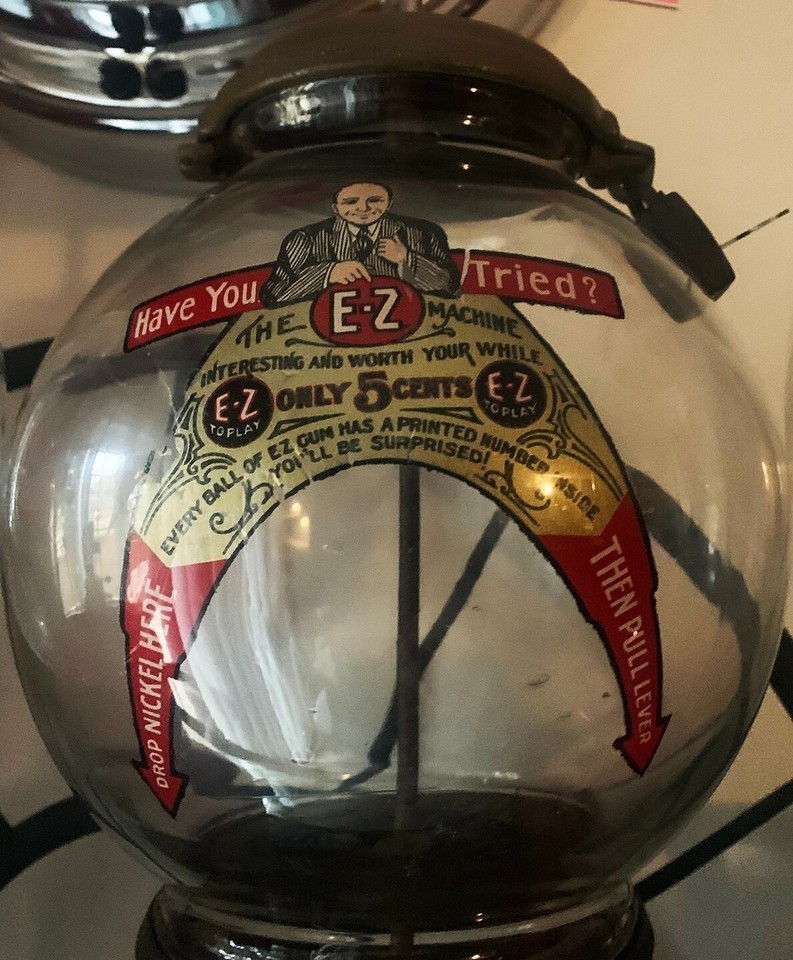 Have You Tried?
THE E-Z MACHINE
INTERESTING AND WORTH YOUR WHILE
E-Z TO PLAY
ONLY 5 CENTS
E-Z TO PLAY
EVERY BALL OF EZ GUM HAS A PRINTED NUMBER INSIDE
YOU'LL BE SURPRISED!
DROP NICKEL HERE
THEN PULL LEVER